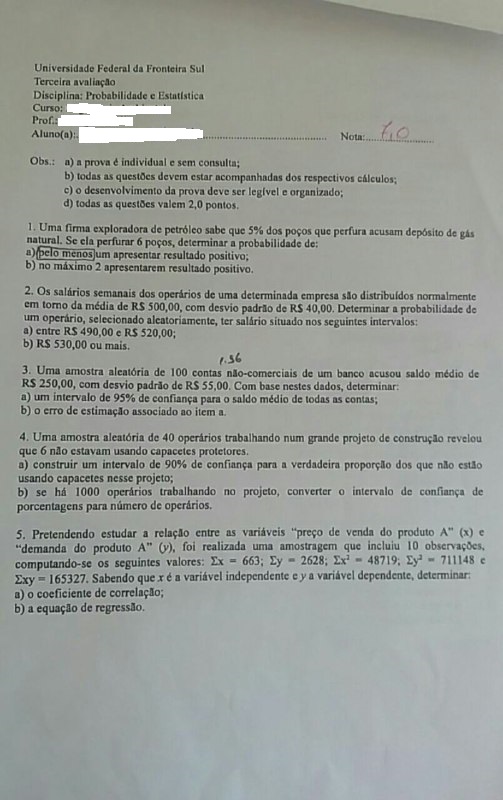 Universidade Federal da Fronteira Sul
Terceira avaliação
Disciplina: Probabilidade e Estatística
Curso:
Prof.:
Aluno(a):............................................................ Nota:....7,0..............
Obs.: a) a prova é individual e sem consulta;
b) todas as questões devem estar acompanhadas dos respectivos cálculos;
c) o desenvolvimento da prova deve ser legível e organizado;
d) todas as questões valem 2,0 pontos.
1. Uma firma exploradora de petróleo sabe que 5% dos poços que perfura acusam depósito de gás
natural. Se ela perfurar 6 poços, determinar a probabilidade de:
a) pelo menos um apresentar resultado positivo;
b) no máximo 2 apresentarem resultado positivo.
2. Os salários semanais dos operários de uma determinada empresa são distribuídos normalmente
em torno da média de R$ 500,00, com desvio padrão de R$ 40,00. Determinar a probabilidade de
um operário, selecionado aleatoriamente, ter salário situado nos seguintes intervalos:
a) entre R$ 490,00 e R$ 520,00;
b) R$ 530,00 ou mais.
1.96
3. Uma amostra aleatória de 100 contas não-comerciais de um banco acusou saldo médio de
R$ 250,00, com desvio padrão de R$ 55,00. Com base nestes dados, determinar:
a) um intervalo de 95% de confiança para o saldo médio de todas as contas;
b) o erro de estimação associado ao item a.
4. Uma amostra aleatória de 40 operários trabalhando num grande projeto de construção revelou
que 6 não estavam usando capacetes protetores.
a) construir um intervalo de 90% de confiança para a verdadeira proporção dos que não estão
usando capacetes nesse projeto;
b) se há 1000 operários trabalhando no projeto, converter o intervalo de confiança de
porcentagens para número de operários.
5. Pretendendo estudar a relação entre as variáveis “preço de venda do produto A” (x) e
“demanda do produto A” (y), foi realizada uma amostragem que incluiu 10 observações,
computando-se os seguintes valores: Σx = 663; Σy = 2628; Σx² = 48719; Σy² = 711148 e
Σxy = 165327. Sabendo que x é a variável independente e y a variável dependente, determinar:
a) o coeficiente de correlação;
b) a equação de regressão.